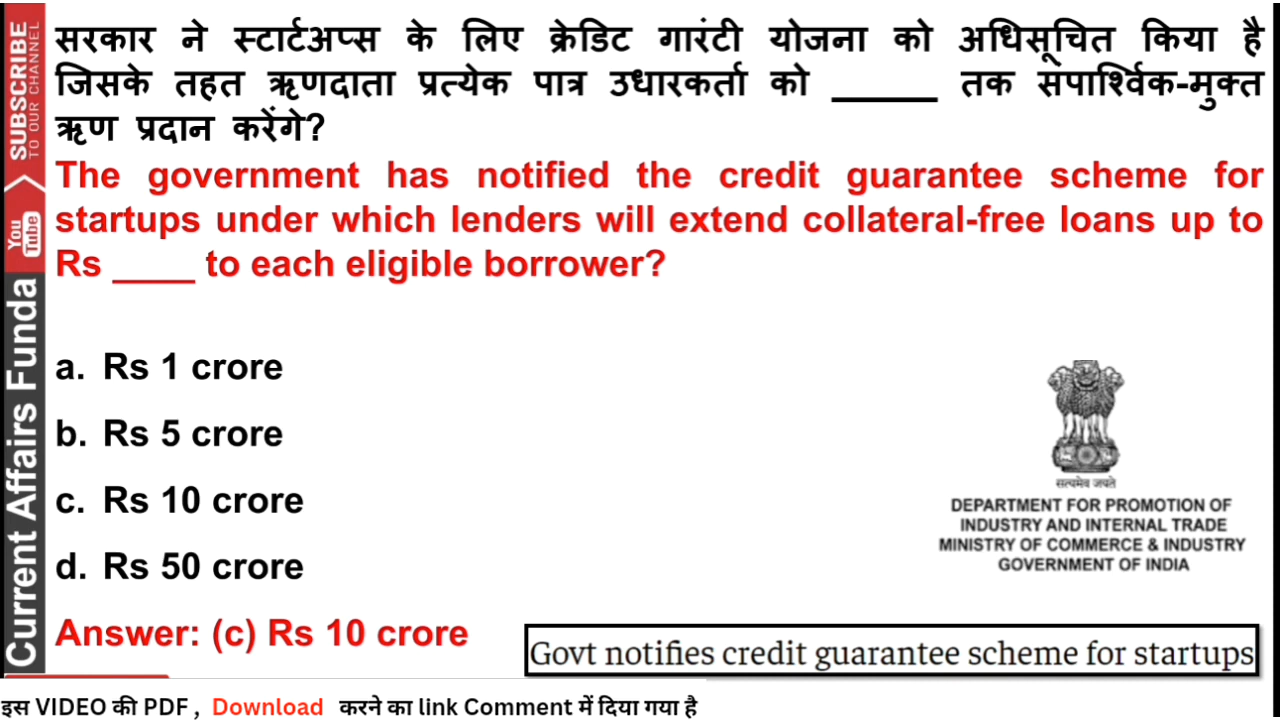 सरकार ने स्टार्टअप्स के लिए क्रेडिट गारंटी योजना को अधिसूचित किया है
जिसके तहत ऋणदाता प्रत्येक पात्र उधारकर्ता को ______ तक संपार्श्विक-मुक्त
ऋण प्रदान करेंगे?
The government has notified the credit guarantee scheme for
startups under which lenders will extend collateral-free loans up to
Rs ____ to each eligible borrower?
a. Rs 1 crore
b. Rs 5 crore
c. Rs 10 crore
d. Rs 50 crore
Answer: (c) Rs 10 crore
सत्यमेव जयते
DEPARTMENT FOR PROMOTION OF
INDUSTRY AND INTERNAL TRADE
MINISTRY OF COMMERCE & INDUSTRY
GOVERNMENT OF INDIA
Govt notifies credit guarantee scheme for startups
SUBSCRIBE
TO OUR CHANNEL
You
Tube
Current Affairs Funda
इस VIDEO की PDF , Download करने का link Comment में दिया गया है